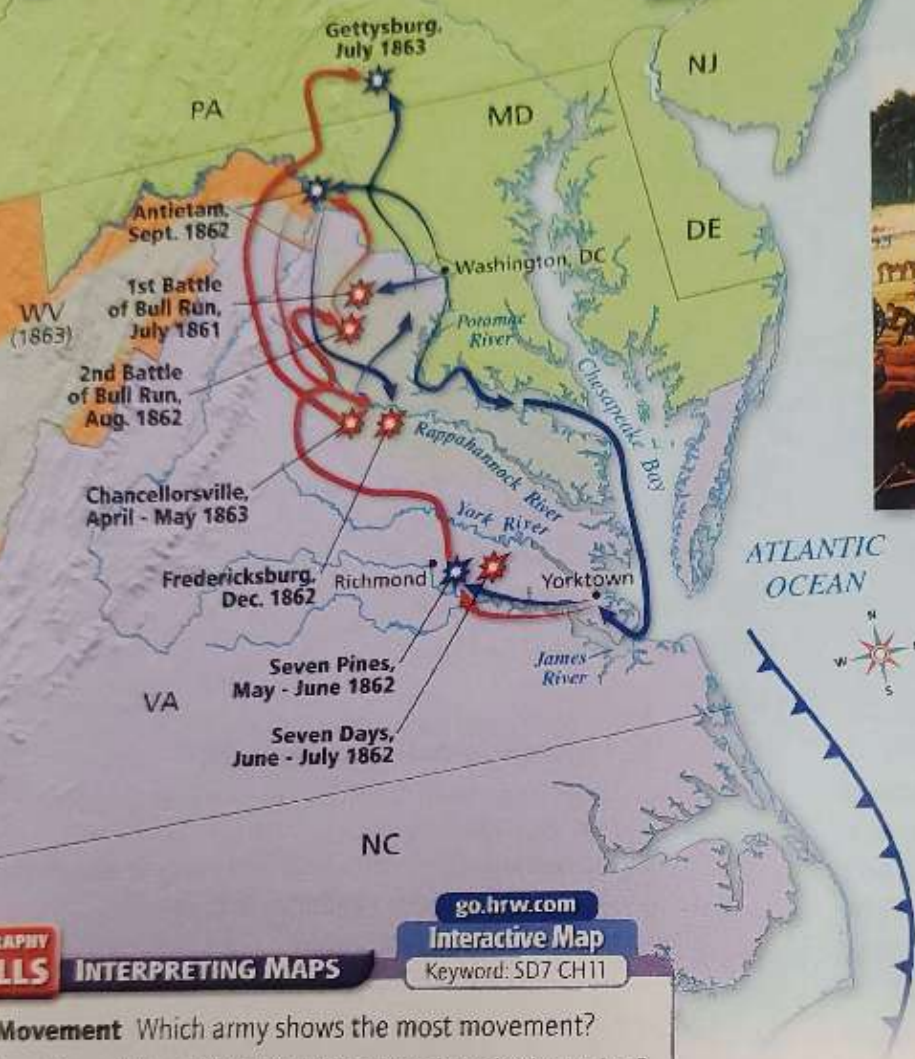 Gettysburg,
July 1863
NJ
PA
MD
Antietam,
Sept. 1862
DE
Washington, DC
1st Battle
of Bull Run,
July 1861
WV
(1863)
Potomac
River
2nd Battle
of Bull Run,
Aug. 1862
Chesapeake Bay
Rappahannock River
Chancellorsville,
April - May 1863
York River
ATLANTIC
OCEAN
Fredericksburg,
Dec. 1862
Richmond
Yorktown
N
W
S
Seven Pines,
May - June 1862
James
River
VA
Seven Days,
June - July 1862
NC
go.hrw.com
Interactive Map
Keyword: SD7 CH11
RAPHY
LLS
INTERPRETING MAPS
Movement Which army shows the most movement?